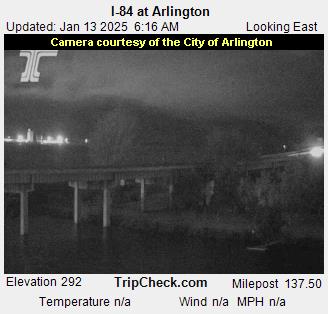 I-84 at Arlington
Updated: Jan 13 2025 6:16 AM Looking East
Camera courtesy of the City of Arlington
Elevation 292 TripCheck.com Milepost 137.50
Temperature n/a Wind n/a MPH n/a